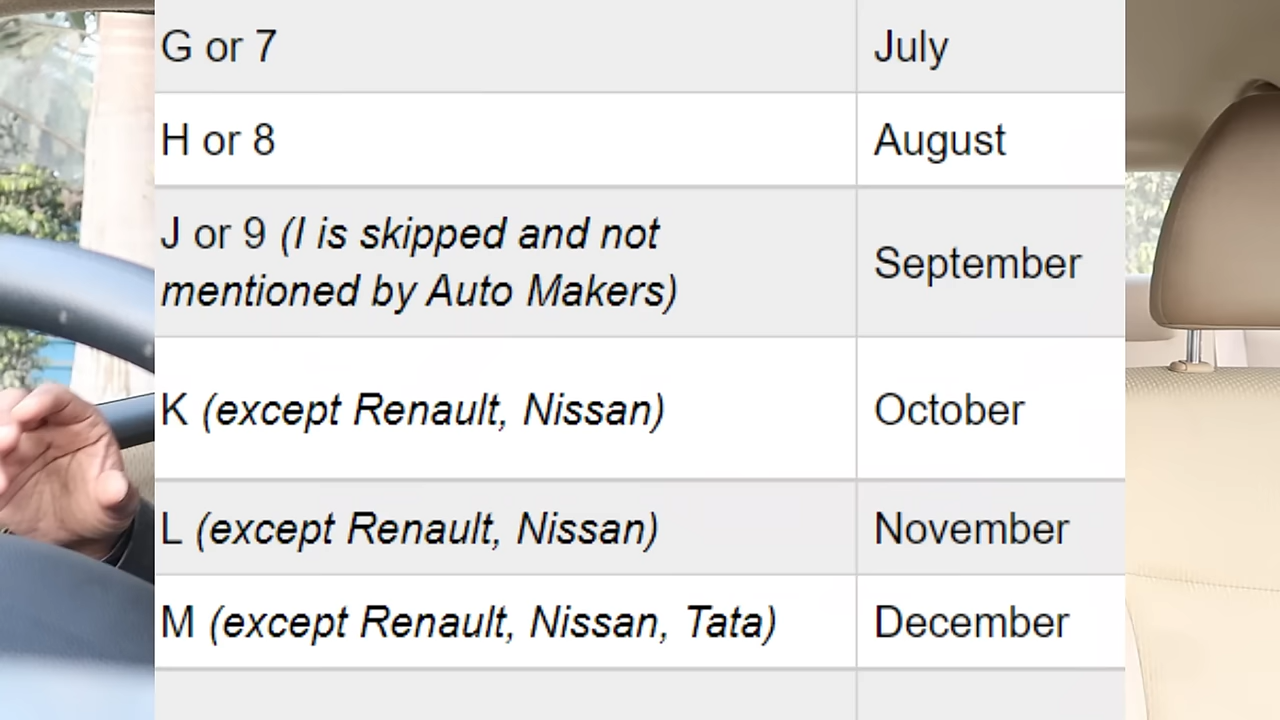 G or 7
July
H or 8
August
J or 9 (I is skipped and not
mentioned by Auto Makers)
September
K (except Renault, Nissan)
October
L (except Renault, Nissan)
November
M (except Renault, Nissan, Tata)
December